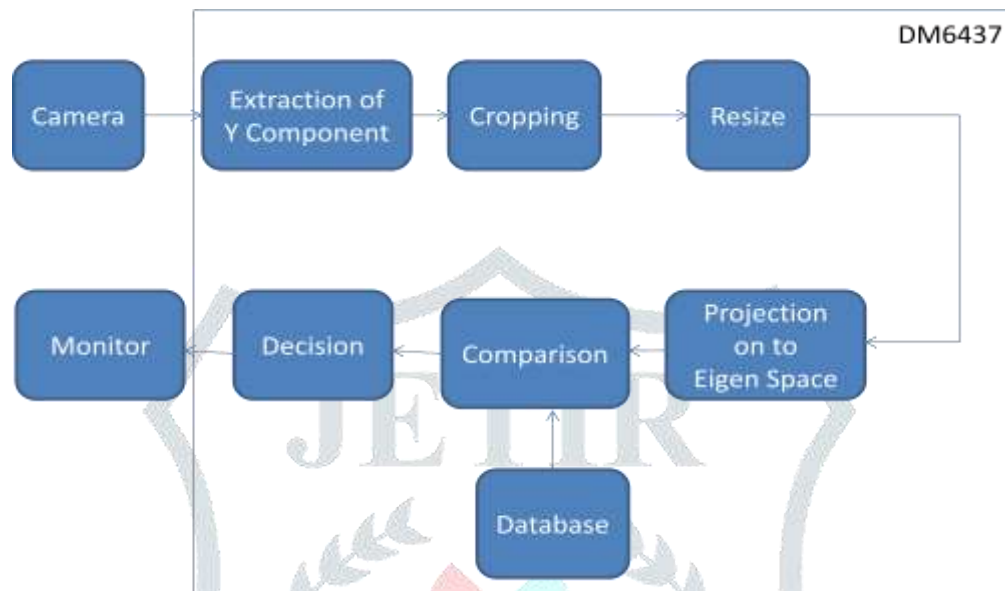 DM6437
Camera
Extraction of
Y Component
Cropping
Resize
Monitor
Decision
Comparison
Projection
on to
Eigen Space
JETIR
Database